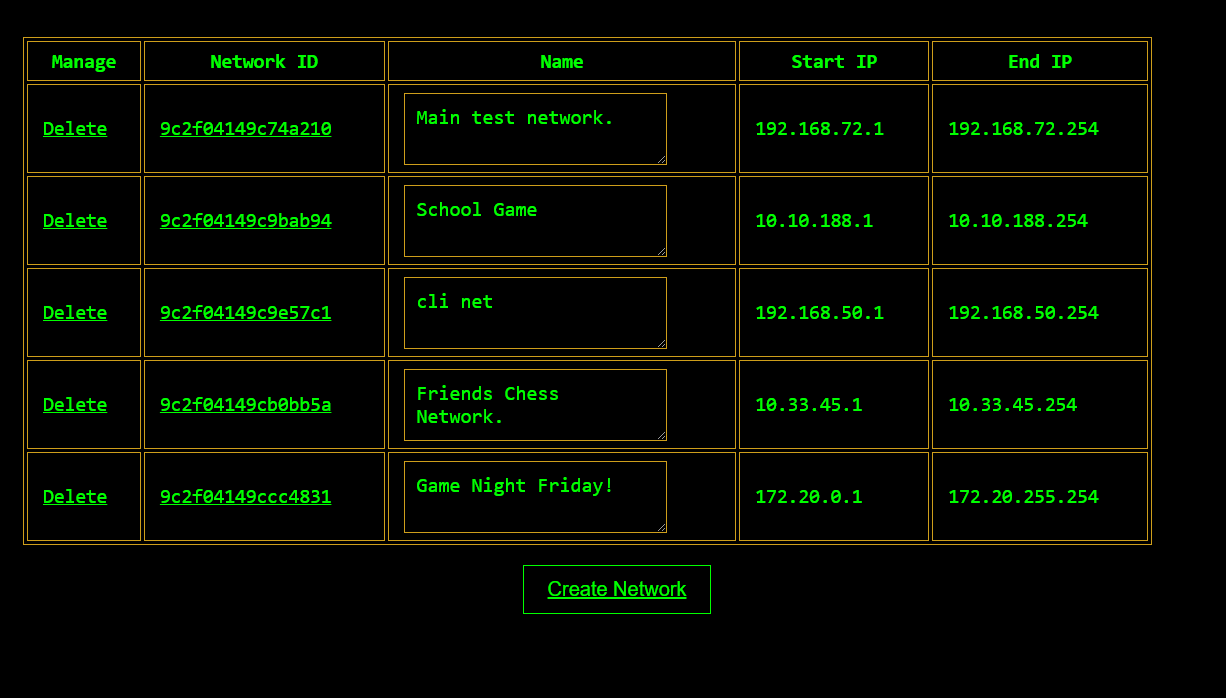 Manage Network ID Name Start IP End IP
Delete 9c2f04149c74a210 Main test network. 192.168.72.1 192.168.72.254
Delete 9c2f04149c9bab94 School Game 10.10.188.1 10.10.188.254
Delete 9c2f04149c9e57c1 cli net 192.168.50.1 192.168.50.254
Delete 9c2f04149cb0bb5a Friends Chess
Network. 10.33.45.1 10.33.45.254
Delete 9c2f04149ccc4831 Game Night Friday! 172.20.0.1 172.20.255.254
Create Network